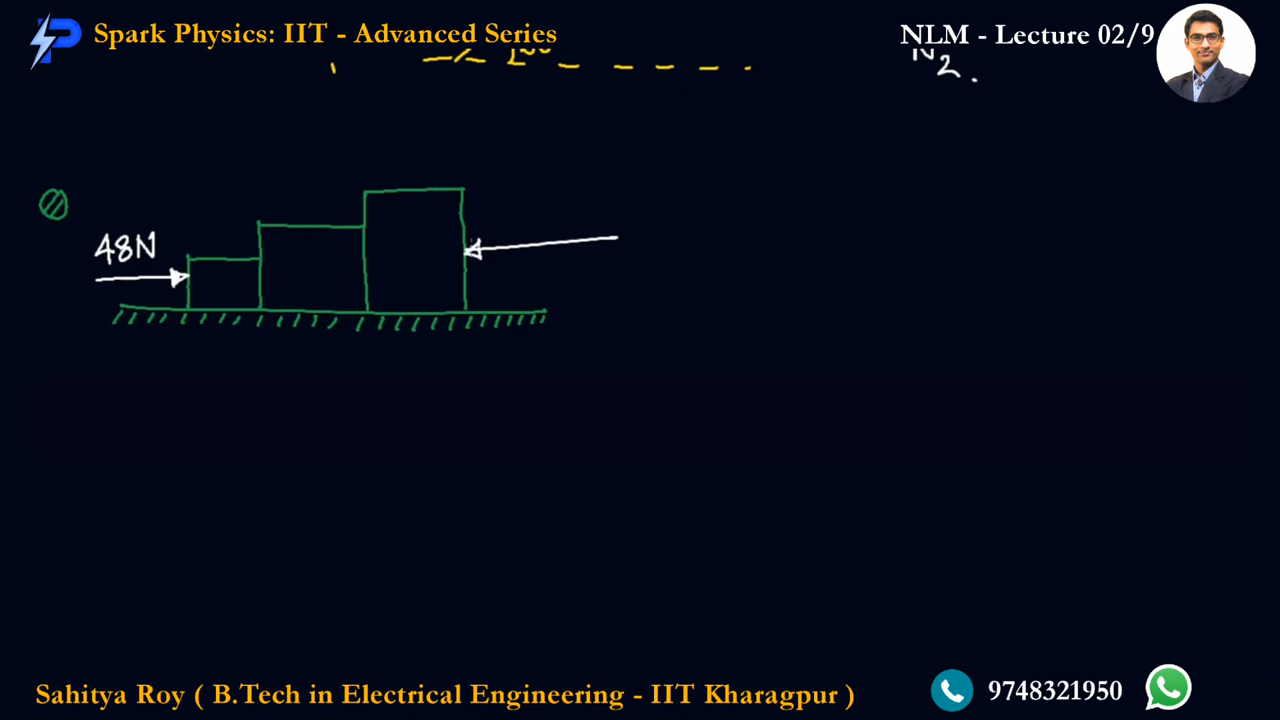 Spark Physics: IIT - Advanced Series
NLM - Lecture 02/9
N2.
48N
Sahitya Roy ( B.Tech in Electrical Engineering - IIT Kharagpur )
9748321950